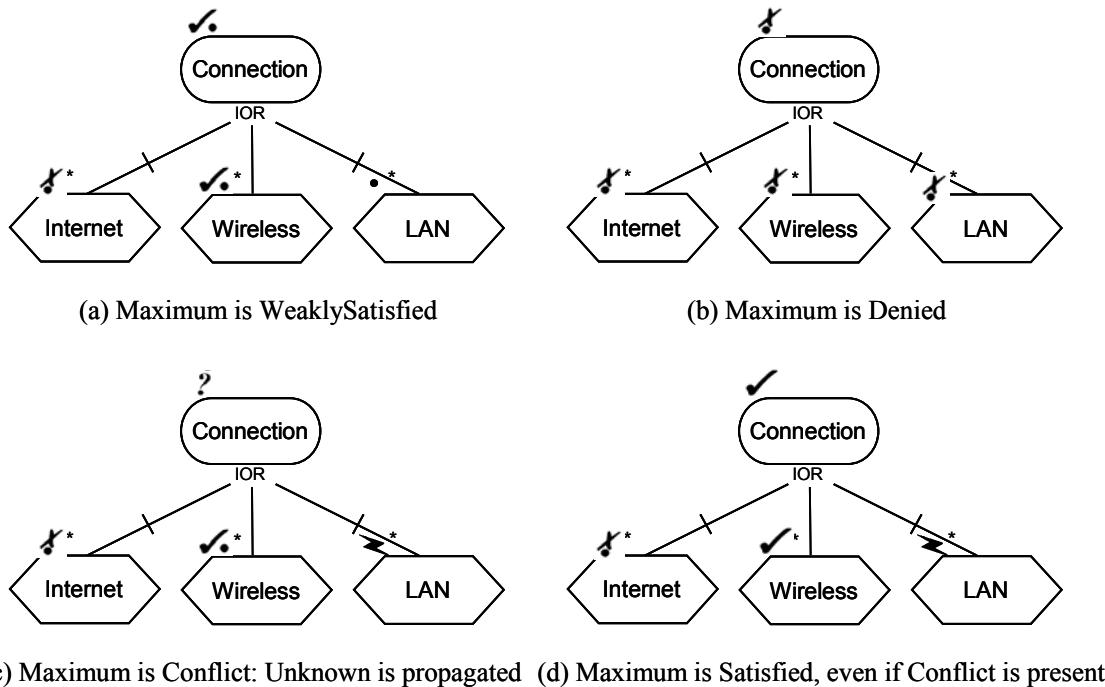 Connection
IOR
* * *
Internet Wireless LAN
(a) Maximum is WeaklySatisfied
Connection
IOR
* * *
Internet Wireless LAN
(b) Maximum is Denied
?
Connection
IOR
* * *
Internet Wireless LAN
) Maximum is Conflict: Unknown is propagated
Connection
IOR
* * *
Internet Wireless LAN
(d) Maximum is Satisfied, even if Conflict is present